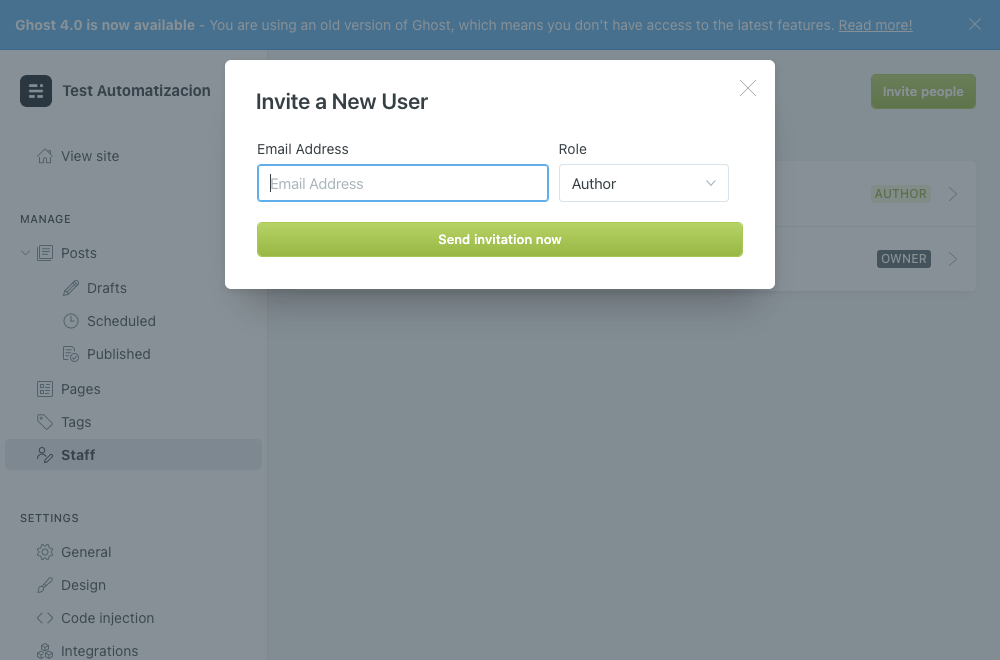 Ghost 4.0 is now available - You are using an old version of Ghost, which means you don't have access to the latest features. Read more!
Test Automatizacion
View site
MANAGE
Posts
Drafts
Scheduled
Published
Pages
Tags
Staff
SETTINGS
General
Design
Code injection
Integrations
Invite people
AUTHOR
OWNER
Invite a New User
Email Address
Role
Email Address
Author
Send invitation now